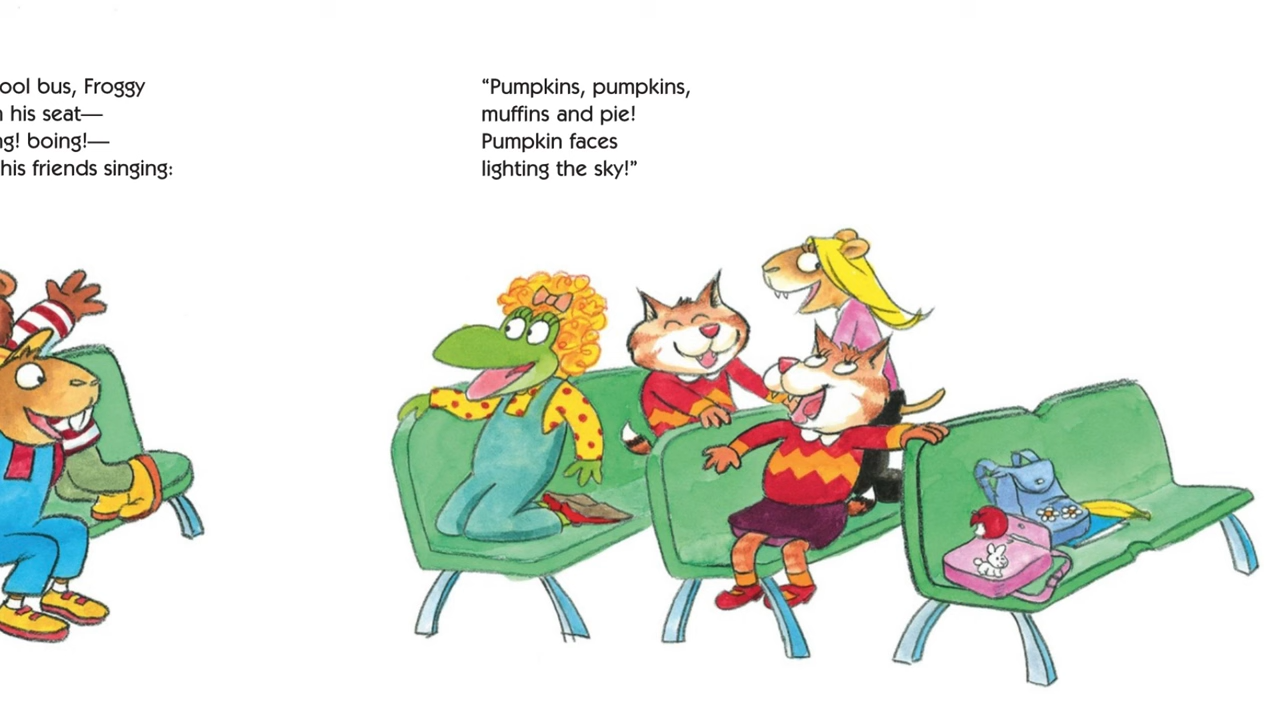 ool bus, Froggy
his seat—
ng! boing!—
his friends singing:
“Pumpkins, pumpkins,
muffins and pie!
Pumpkin faces
lighting the sky!”